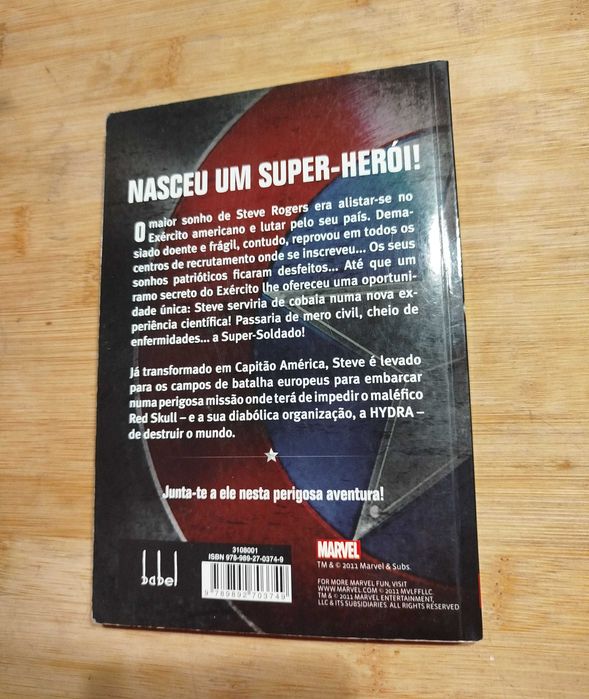 NASCEU UM SUPER-HERÓI!
O maior sonho de Steve Rogers era alistar-se no
Exército americano e lutar pelo seu país. Dema-
siado doente e frágil, contudo, reprovou em todos os
centros de recrutamento onde se inscreveu... Os seus
sonhos patrióticos ficaram desfeitos... Até que um
ramo secreto do Exército lhe ofereceu uma oportuni-
dade única: Steve serviria de cobaia numa nova ex-
periência científica! Passaria de mero civil, cheio de
enfermidades... a Super-Soldado!
Já transformado em Capitão América, Steve é levado
para os campos de batalha europeus para embarcar
numa perigosa missão onde terá de impedir o maléfico
Red Skull – e a sua diabólica organização, a HYDRA –
de destruir o mundo.
Junta-te a ele nesta perigosa aventura!
babel
3108001
ISBN 978-989-27-0374-9
9 789892 703749
MARVEL
TM & © 2011 Marvel & Subs.
FOR MORE MARVEL FUN, VISIT
WWW.MARVEL.COM © 2011 MVLFFLLC.
TM & © 2011 MARVEL ENTERTAINMENT,
LLC & ITS SUBSIDIARIES. ALL RIGHTS RESERVED